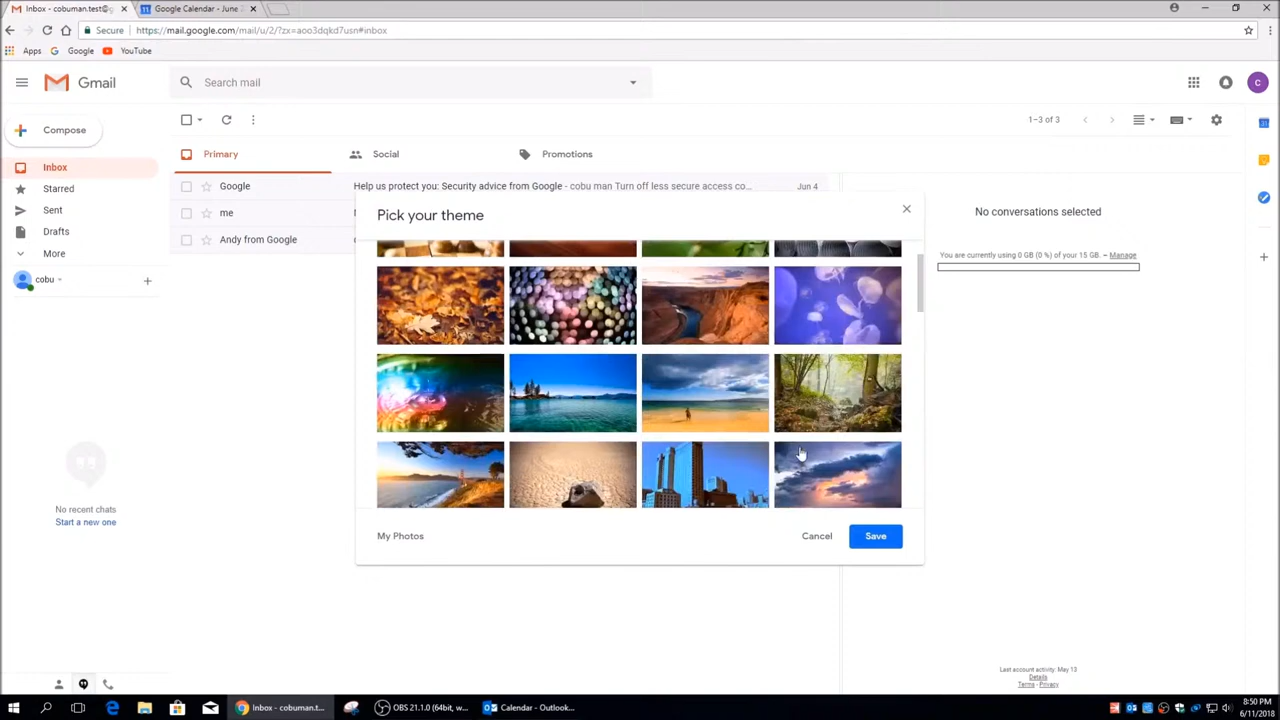 Inbox - cobuman.test@g
Google Calendar - June 2
Secure
https://mail.google.com/mail/u/2/?zx=aoo3dqkd7usn#inbox
Apps
Google
YouTube
Gmail
Search mail
C
Compose
1–3 of 3
Primary
Social
Promotions
Inbox
Starred
Sent
Drafts
More
cobu
Google
Help us protect you: Security advice from Google - cobu man Turn off less secure access co...
Jun 4
me
Andy from Google
No conversations selected
You are currently using 0 GB (0 %) of your 15 GB. – Manage
Pick your theme
My Photos
Cancel
Save
No recent chats
Start a new one
Last account activity: May 13
Details
Terms - Privacy
Inbox - cobuman.t...
OBS 21.1.0 (64bit, w...
Calendar - Outlook...
8:50 PM
6/11/2018